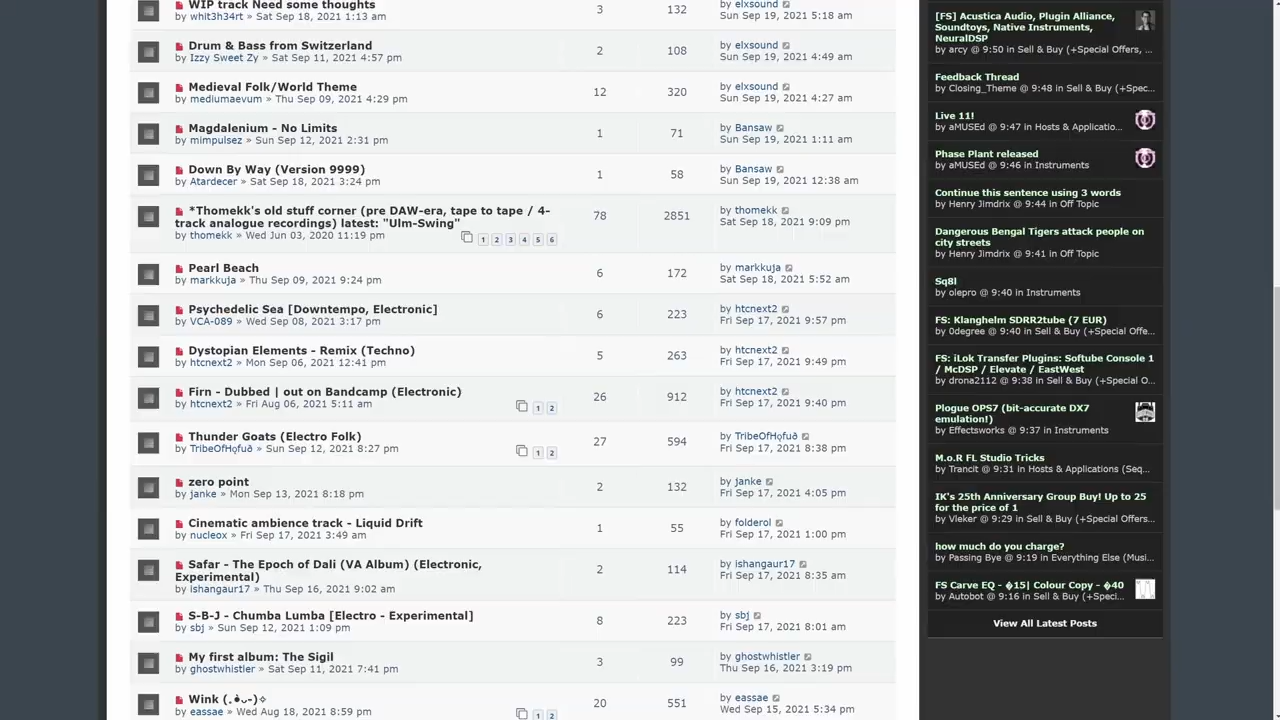 WIP track Need some thoughts
by whit3h34rt » Sat Sep 18, 2021 1:13 am
3
132
by elxsound
Sun Sep 19, 2021 5:18 am
Drum & Bass from Switzerland
by Izzy Sweet Zy » Sat Sep 11, 2021 4:57 pm
2
108
by elxsound
Sun Sep 19, 2021 4:49 am
Medieval Folk/World Theme
by mediumaevum » Thu Sep 09, 2021 4:29 pm
12
320
by elxsound
Sun Sep 19, 2021 4:27 am
Magdalenium - No Limits
by mimpulsez » Sun Sep 12, 2021 2:31 pm
1
71
by Bansaw
Sun Sep 19, 2021 1:11 am
Down By Way (Version 9999)
by Atardecer » Sat Sep 18, 2021 3:24 pm
1
58
by Bansaw
Sun Sep 19, 2021 12:38 am
*Thomekk's old stuff corner (pre DAW-era, tape to tape / 4-
track analogue recordings) latest: "Ulm-Swing"
by thomekk » Wed Jun 03, 2020 11:19 pm
1 2 3 4 5 6
78
2851
by thomekk
Sat Sep 18, 2021 9:09 pm
Pearl Beach
by markkuja » Thu Sep 09, 2021 9:24 pm
6
172
by markkuja
Sat Sep 18, 2021 5:52 am
Psychedelic Sea [Downtempo, Electronic]
by VCA-089 » Wed Sep 08, 2021 3:17 pm
6
223
by htcnext2
Fri Sep 17, 2021 9:57 pm
Dystopian Elements - Remix (Techno)
by htcnext2 » Mon Sep 06, 2021 12:41 pm
5
263
by htcnext2
Fri Sep 17, 2021 9:49 pm
Firn - Dubbed | out on Bandcamp (Electronic)
by htcnext2 » Fri Aug 06, 2021 5:11 am
1 2
26
912
by htcnext2
Fri Sep 17, 2021 9:40 pm
Thunder Goats (Electro Folk)
by TribeOfHǫfuð » Sun Sep 12, 2021 8:27 pm
1 2
27
594
by TribeOfHǫfuð
Fri Sep 17, 2021 8:38 pm
zero point
by janke » Mon Sep 13, 2021 8:18 pm
2
132
by janke
Fri Sep 17, 2021 4:05 pm
Cinematic ambience track - Liquid Drift
by nucleox » Fri Sep 17, 2021 3:49 am
1
55
by folderol
Fri Sep 17, 2021 1:00 pm
Safar - The Epoch of Dali (VA Album) (Electronic,
Experimental)
by ishangaur17 » Thu Sep 16, 2021 9:02 am
2
114
by ishangaur17
Fri Sep 17, 2021 8:35 am
S-B-J - Chumba Lumba [Electro - Experimental]
by sbj » Sun Sep 12, 2021 1:09 pm
8
223
by sbj
Fri Sep 17, 2021 8:01 am
My first album: The Sigil
by ghostwhistler » Sat Sep 11, 2021 7:41 pm
3
99
by ghostwhistler
Thu Sep 16, 2021 3:19 pm
Wink
by eassae » Wed Aug 18, 2021 8:59 pm
1 2
20
551
by eassae
Wed Sep 15, 2021 5:34 pm
[FS] Acustica Audio, Plugin Alliance,
Soundtoys, Native Instruments,
NeuralDSP
by arcy @ 9:50 in Sell & Buy (+Special Offers, ...
Feedback Thread
by Closing_Theme @ 9:48 in Sell & Buy (+Spec...
Live 11!
by aMUSEd @ 9:47 in Hosts & Applicatio...
Phase Plant released
by aMUSEd @ 9:46 in Instruments
Continue this sentence using 3 words
by Henry Jimdrix @ 9:44 in Off Topic
Dangerous Bengal Tigers attack people on
city streets
by Henry Jimdrix @ 9:41 in Off Topic
Sq8l
by olepro @ 9:40 in Instruments
FS: Klanghelm SDRR2tube (7 EUR)
by 0degree @ 9:40 in Sell & Buy (+Special Offe...
FS: iLok Transfer Plugins: Softube Console 1
/ McDSP / Elevate / EastWest
by drona2112 @ 9:38 in Sell & Buy (+Special O...
Plogue OPS7 (bit-accurate DX7
emulation!)
by Effectsworks @ 9:37 in Instruments
M.o.R FL Studio Tricks
by Trancit @ 9:31 in Hosts & Applications (Seq...
IK's 25th Anniversary Group Buy! Up to 25
for the price of 1
by Vleker @ 9:29 in Sell & Buy (+Special Offers...
how much do you charge?
by Passing Bye @ 9:19 in Everything Else (Musi...
FS Carve EQ - �15| Colour Copy - �40
by Autobot @ 9:16 in Sell & Buy (+Speci...
View All Latest Posts